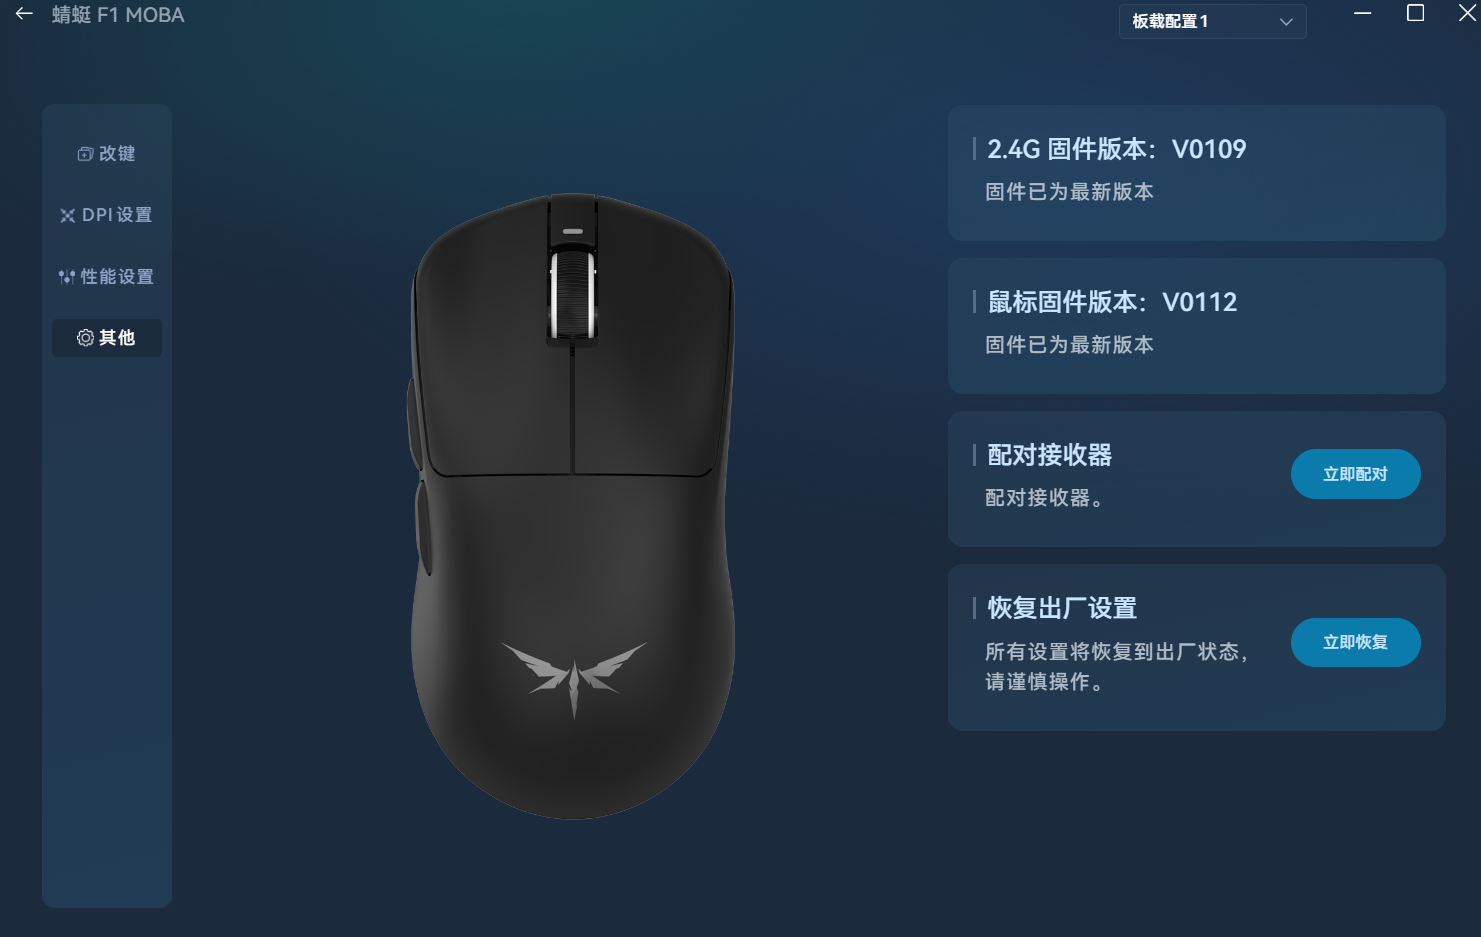 蜻蜓 F1 MOBA
板载配置1
改键
DPI设置
性能设置
其他
2.4G 固件版本：V0109
固件已为最新版本
鼠标固件版本：V0112
固件已为最新版本
配对接收器
配对接收器。
立即配对
恢复出厂设置
所有设置将恢复到出厂状态，
请谨慎操作。
立即恢复